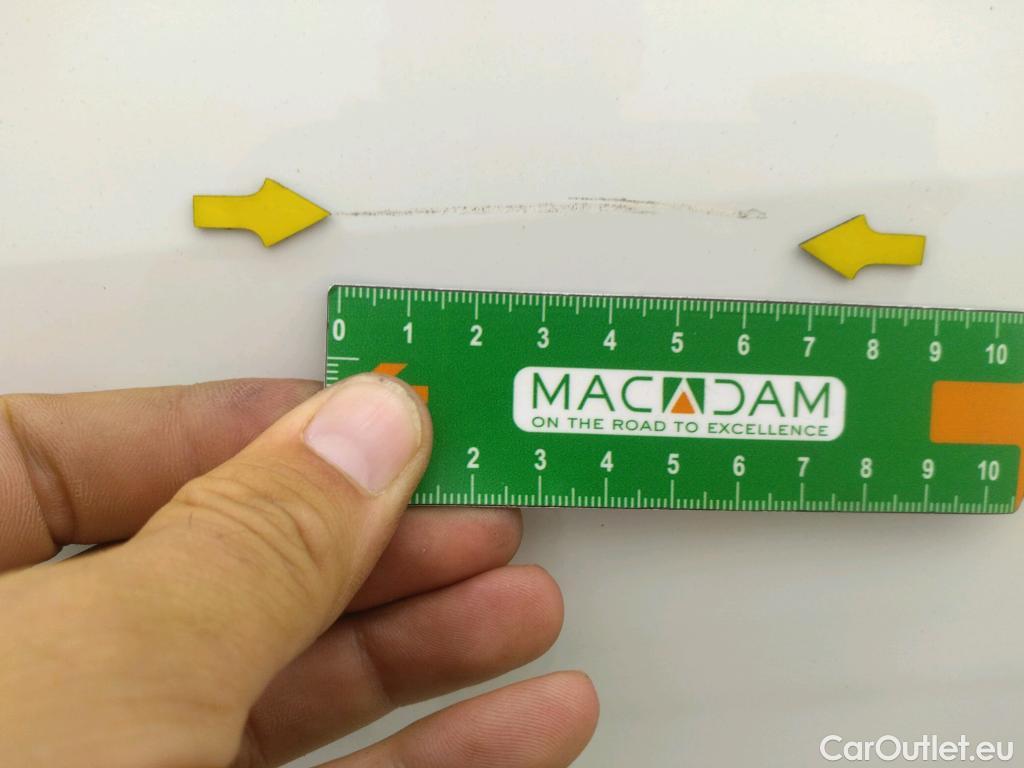 0 1 2 3 4 5 6 7 8 9 10
MACADAM
ON THE ROAD TO EXCELLENCE
2 3 4 5 6 7 8 9 10
CarOutlet.eu